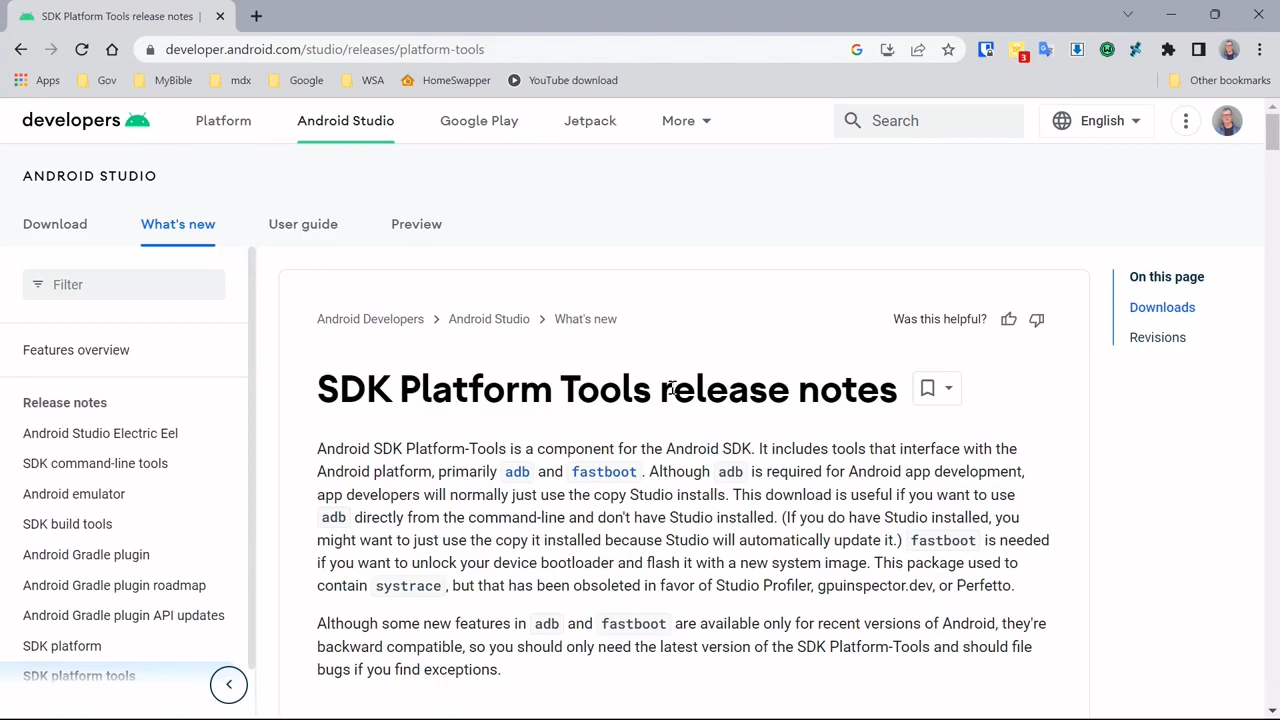 SDK Platform Tools release notes |
developer.android.com/studio/releases/platform-tools
3
Apps Gov MyBible mdx Google WSA HomeSwapper YouTube download Other bookmarks
developers Platform Android Studio Google Play Jetpack More Search English
ANDROID STUDIO
Download What's new User guide Preview
Filter
Features overview
Release notes
Android Studio Electric Eel
SDK command-line tools
Android emulator
SDK build tools
Android Gradle plugin
Android Gradle plugin roadmap
Android Gradle plugin API updates
SDK platform
SDK platform tools
Android Developers > Android Studio > What's new Was this helpful?
SDK Platform Tools release notes
Android SDK Platform-Tools is a component for the Android SDK. It includes tools that interface with the
Android platform, primarily adb and fastboot . Although adb is required for Android app development,
app developers will normally just use the copy Studio installs. This download is useful if you want to use
adb directly from the command-line and don't have Studio installed. (If you do have Studio installed, you
might want to just use the copy it installed because Studio will automatically update it.) fastboot is needed
if you want to unlock your device bootloader and flash it with a new system image. This package used to
contain systrace , but that has been obsoleted in favor of Studio Profiler, gpuinspector.dev, or Perfetto.
Although some new features in adb and fastboot are available only for recent versions of Android, they're
backward compatible, so you should only need the latest version of the SDK Platform-Tools and should file
bugs if you find exceptions.
On this page
Downloads
Revisions